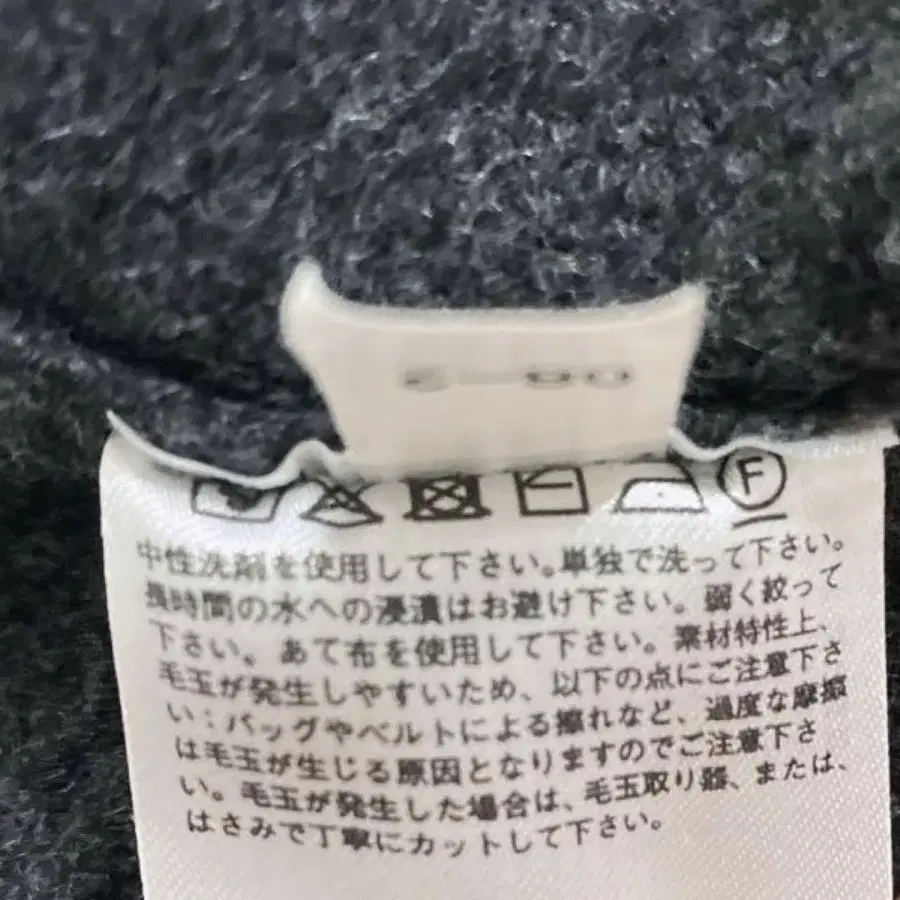 F
中性洗剤を使用して下さい。単独で洗って下さい。
長時間の水への浸漬はお避け下さい。弱く絞って
下さい。あて布を使用して下さい。素材特性上、
毛玉が発生しやすいため、以下の点にご注意下さ
い:バッグやベルトによる擦れなど、過度な摩擦
は毛玉が生じる原因となりますのでご注意下さ
い。毛玉が発生した場合は、毛玉取り器、または、
はさみで丁寧にカットして下さい。